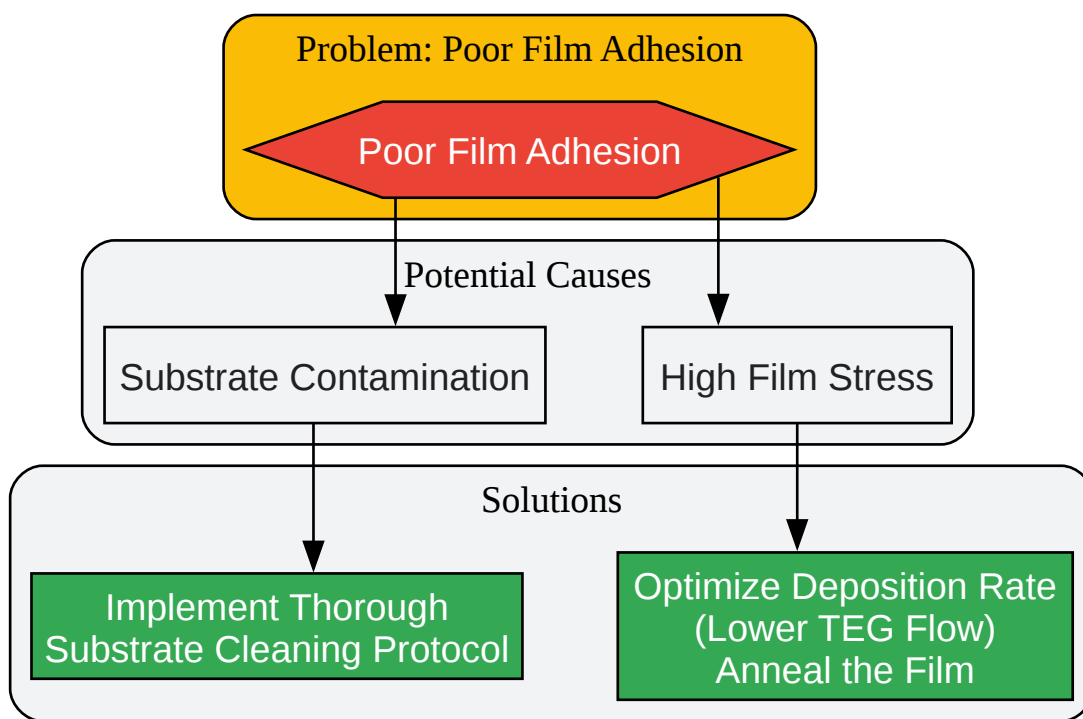 Problem: Poor Film Adhesion
Poor Film Adhesion
Potential Causes
Substrate Contamination
High Film Stress
Solutions
Implement Thorough
Substrate Cleaning Protocol
Optimize Deposition Rate
(Lower TEG Flow)
Anneal the Film